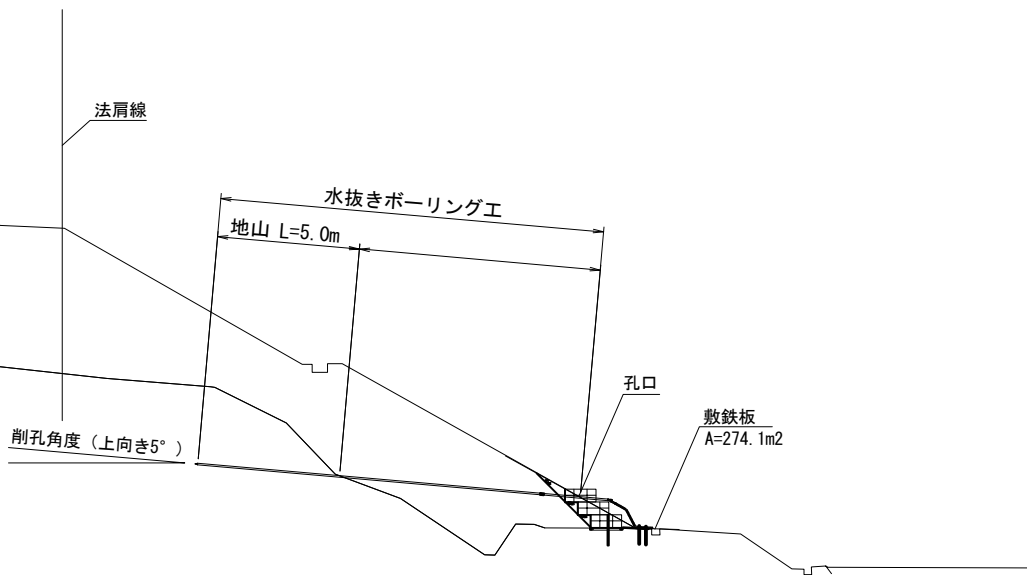 法肩線
水抜きボーリング工
地山 L=5.0m
孔口
敷鉄板
A=274.1m2
削孔角度（上向き5°）